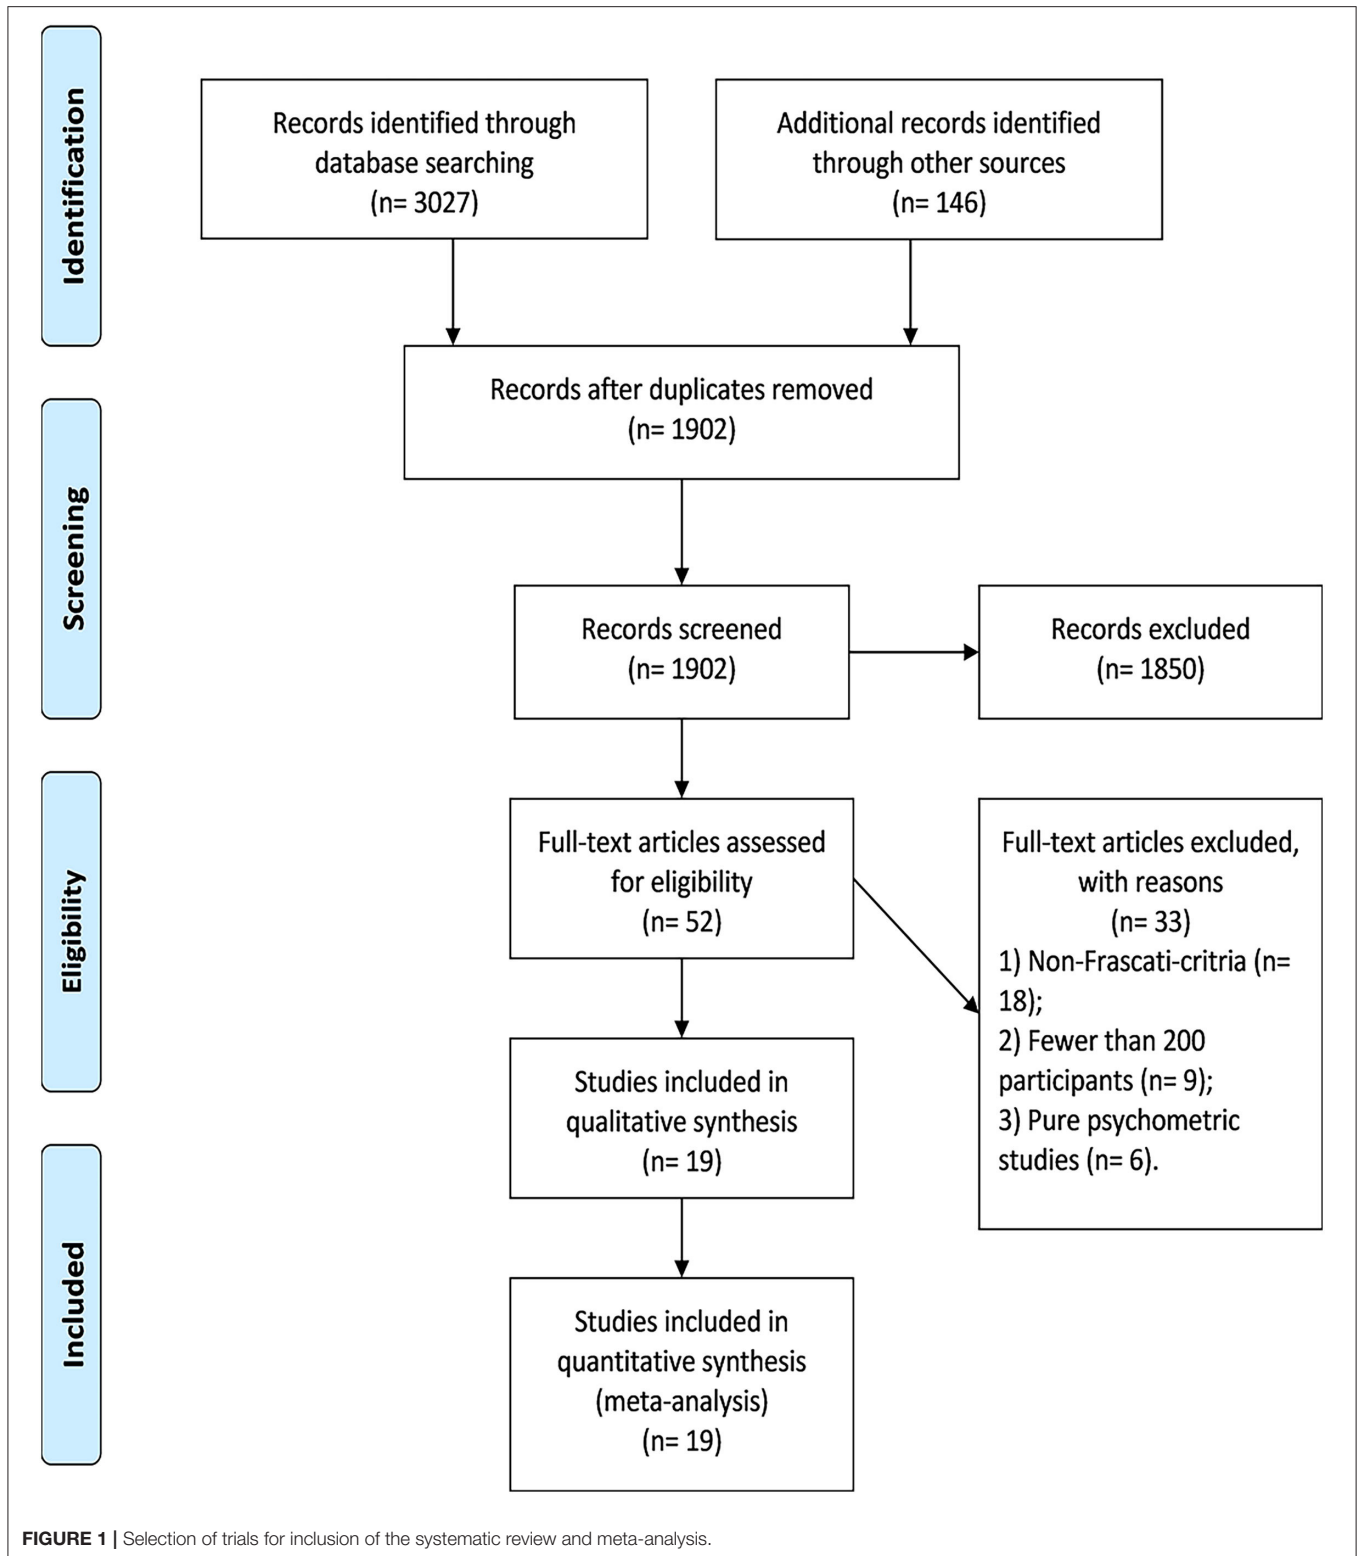 Identification
Records identified through
database searching
(n= 3027)
Additional records identified
through other sources
(n= 146)
Records after duplicates removed
(n= 1902)
Screening
Records screened
(n= 1902)
Records excluded
(n= 1850)
Eligibility
Full-text articles assessed
for eligibility
(n= 52)
Full-text articles excluded,
with reasons
(n= 33)
1) Non-Frascati-critria (n=
18);
2) Fewer than 200
participants (n= 9);
3) Pure psychometric
studies (n= 6).
Studies included in
qualitative synthesis
(n= 19)
Included
Studies included in
quantitative synthesis
(meta-analysis)
(n= 19)
FIGURE 1 | Selection of trials for inclusion of the systematic review and meta-analysis.